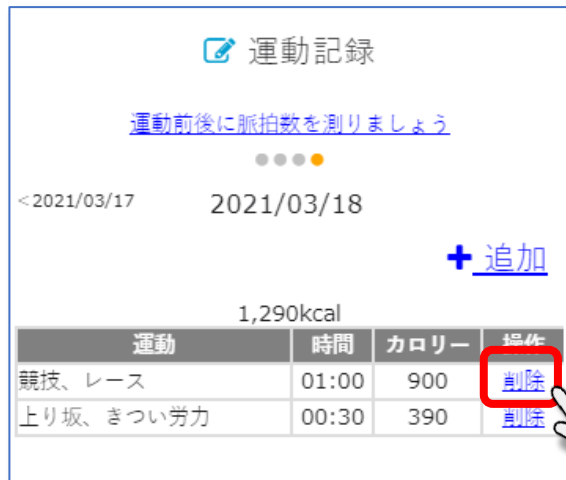 運動記録
運動前後に脈拍数を測りましょう
<2021/03/17 2021/03/18
追加
1,290kcal
運動 時間 カロリー 操作
競技、レース 01:00 900 削除
上り坂、きつい労力 00:30 390 削除